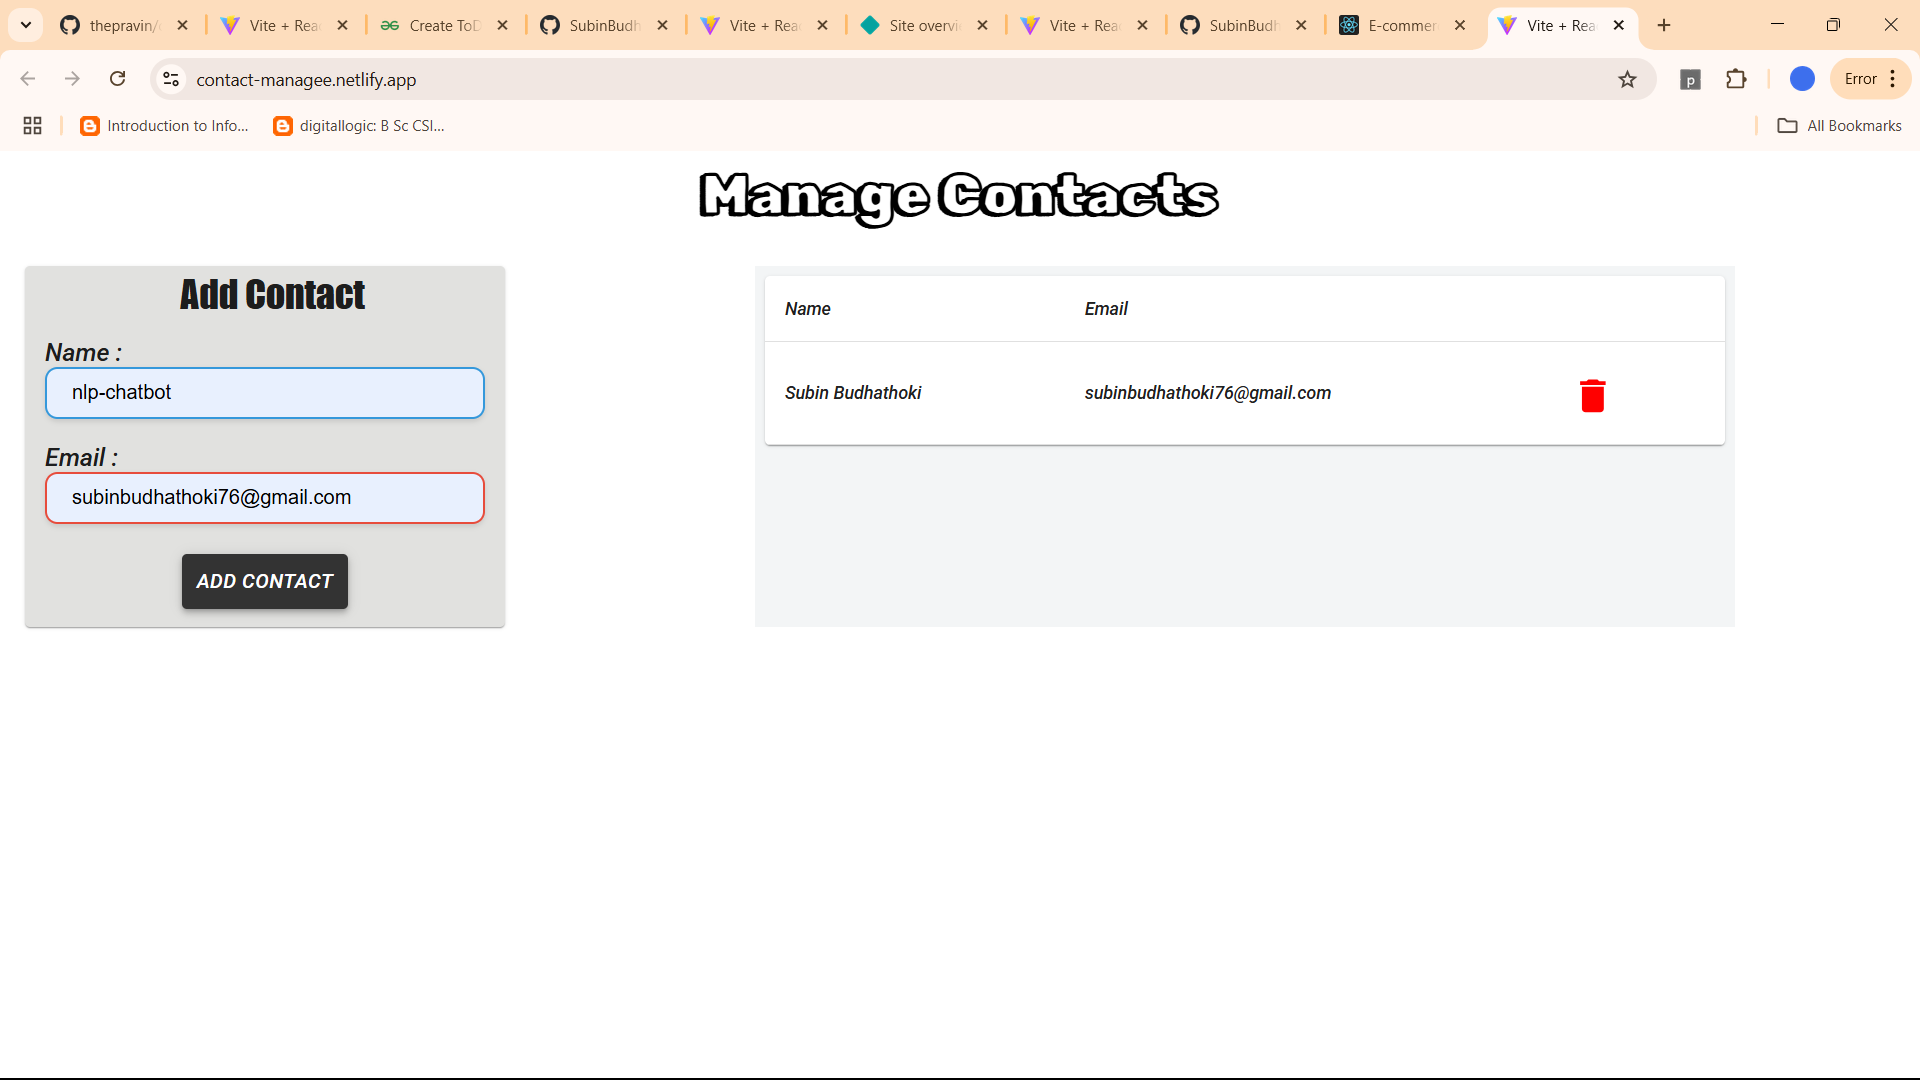 thepravin/
Vite + Rea
Create ToD
SubinBudh
Vite + Rea
Site overvi
Vite + Rea
SubinBudh
E-commer
Vite + Rea
contact-managee.netlify.app
p
Error
Introduction to Info...
digitallogic: B Sc CSI...
All Bookmarks
Manage Contacts
Add Contact
Name :
nlp-chatbot
Email :
subinbudhathoki76@gmail.com
ADD CONTACT
Name Email
Subin Budhathoki subinbudhathoki76@gmail.com